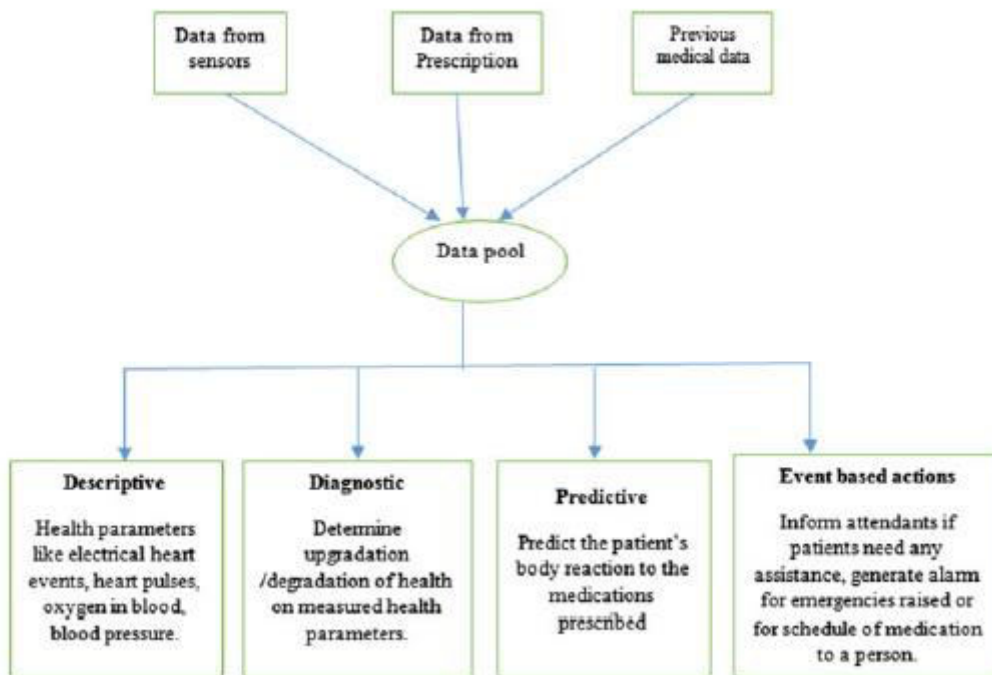 Data from
sensors
Data from
Prescription
Previous
medical data
Data pool
Descriptive
Health parameters
like electrical heart
events, heart pulses,
oxygen in blood,
blood pressure.
Diagnostic
Determine
upgradation
/degradation of health
on measured health
parameters.
Predictive
Predict the patient's
body reaction to the
medications
prescribed
Event based actions
Inform attendants if
patients need any
assistance, generate alarm
for emergencies raised or
for schedule of medication
to a person.